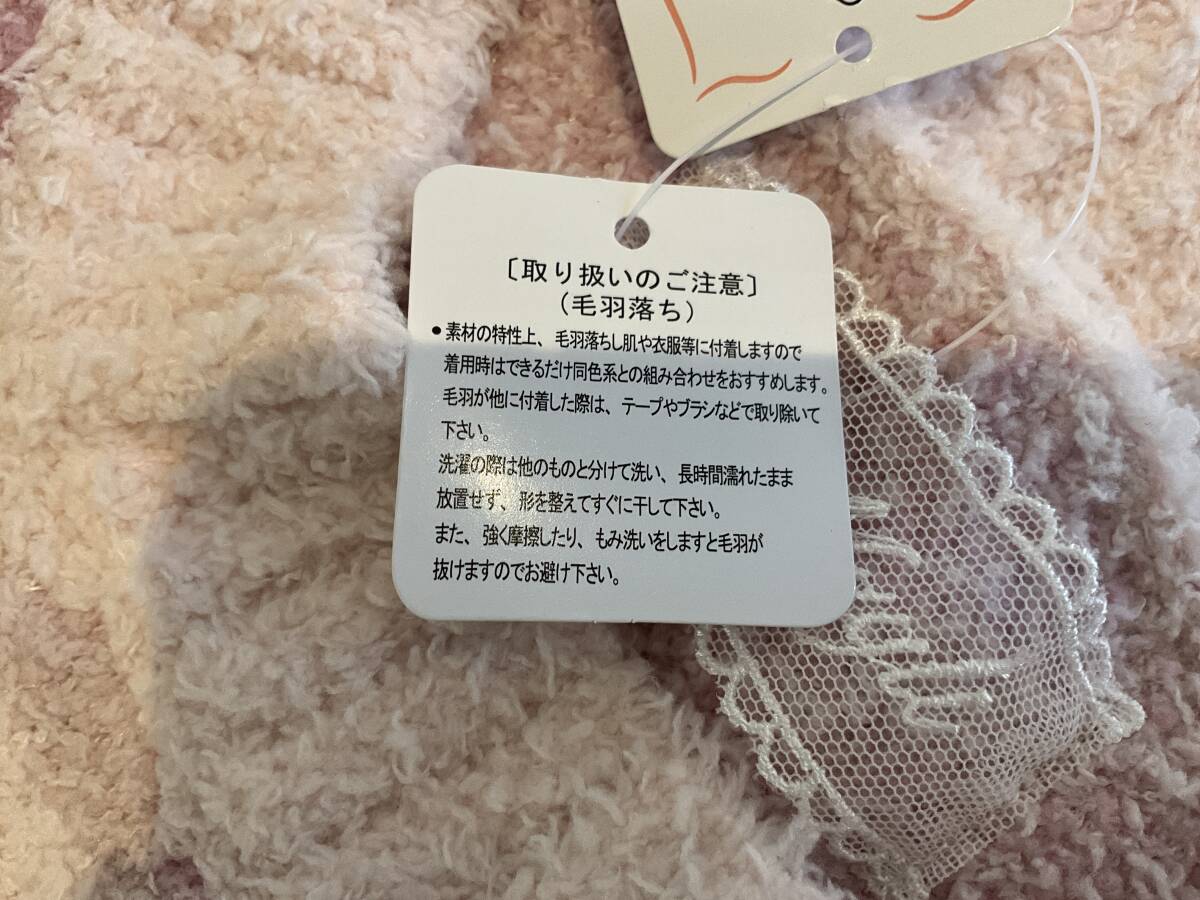 〔取り扱いのご注意〕
（毛羽落ち）
●素材の特性上、毛羽落ちし肌や衣服等に付着しますので
着用時はできるだけ同色系との組み合わせをおすすめします。
毛羽が他に付着した際は、テープやブラシなどで取り除いて
下さい。
洗濯の際は他のものと分けて洗い、長時間濡れたまま
放置せず、形を整えてすぐに干して下さい。
また、強く摩擦したり、もみ洗いをしますと毛羽が
抜けますのでお避け下さい。